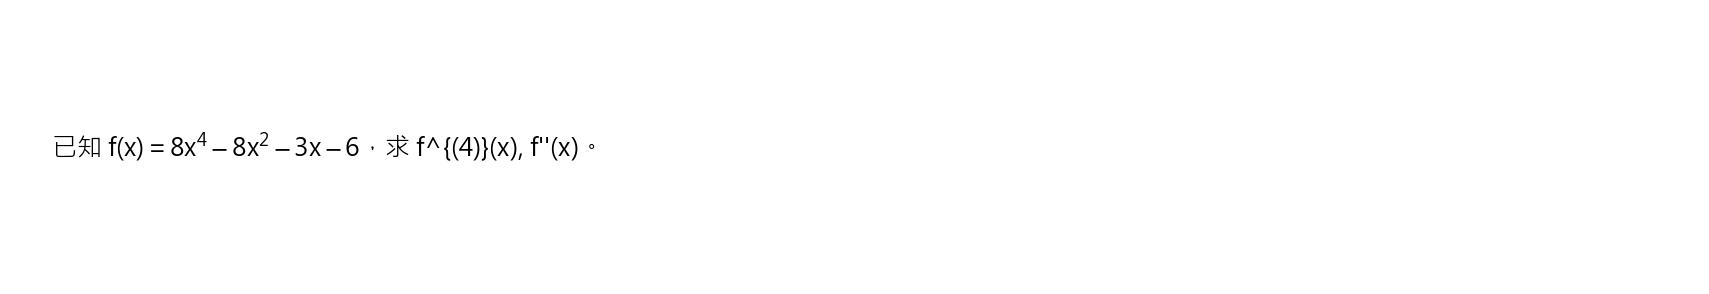 已知 f(x) = 8x⁴ – 8x² – 3x – 6，求 f^{(4)}(x), f''(x)。